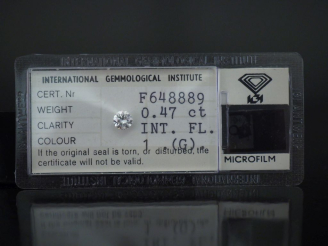 INTERNATIONAL GEMMOLOGICAL INSTITUTE
CERT. Nr F648889
WEIGHT 0.47 ct
CLARITY INT. FL.
COLOUR 1 (G)
If the original seal is torn, or disturbed, the
certificate will not be valid.
MICROFILM